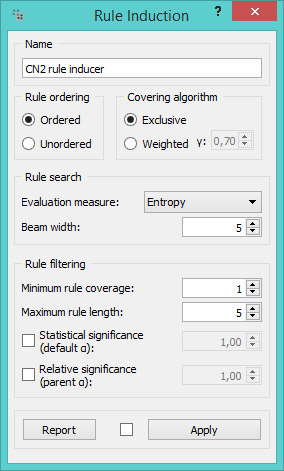 Rule Induction ? ×
Name
CN2 rule inducer
Rule ordering
Ordered
Unordered
Covering algorithm
Exclusive
Weighted γ: 0,70
Rule search
Evaluation measure: Entropy
Beam width: 5
Rule filtering
Minimum rule coverage: 1
Maximum rule length: 5
Statistical significance
(default α): 1,00
Relative significance
(parent α): 1,00
Report Apply